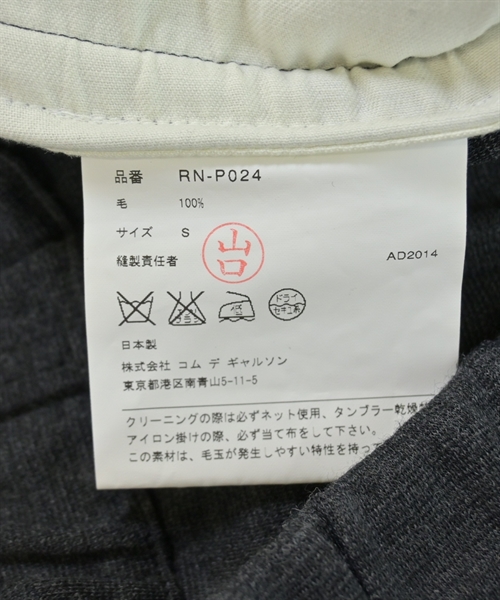 品番 RN-P024
毛 100%
サイズ S
縫製責任者 山口
AD2014
ドライ
セキユ系
日本製
株式会社 コム デ ギャルソン
東京都港区南青山5-11-5
クリーニングの際は必ずネット使用、タンブラー乾燥
アイロン掛けの際、必ず当て布をして下さい。
この素材は、毛玉が発生しやすい特性を持っ